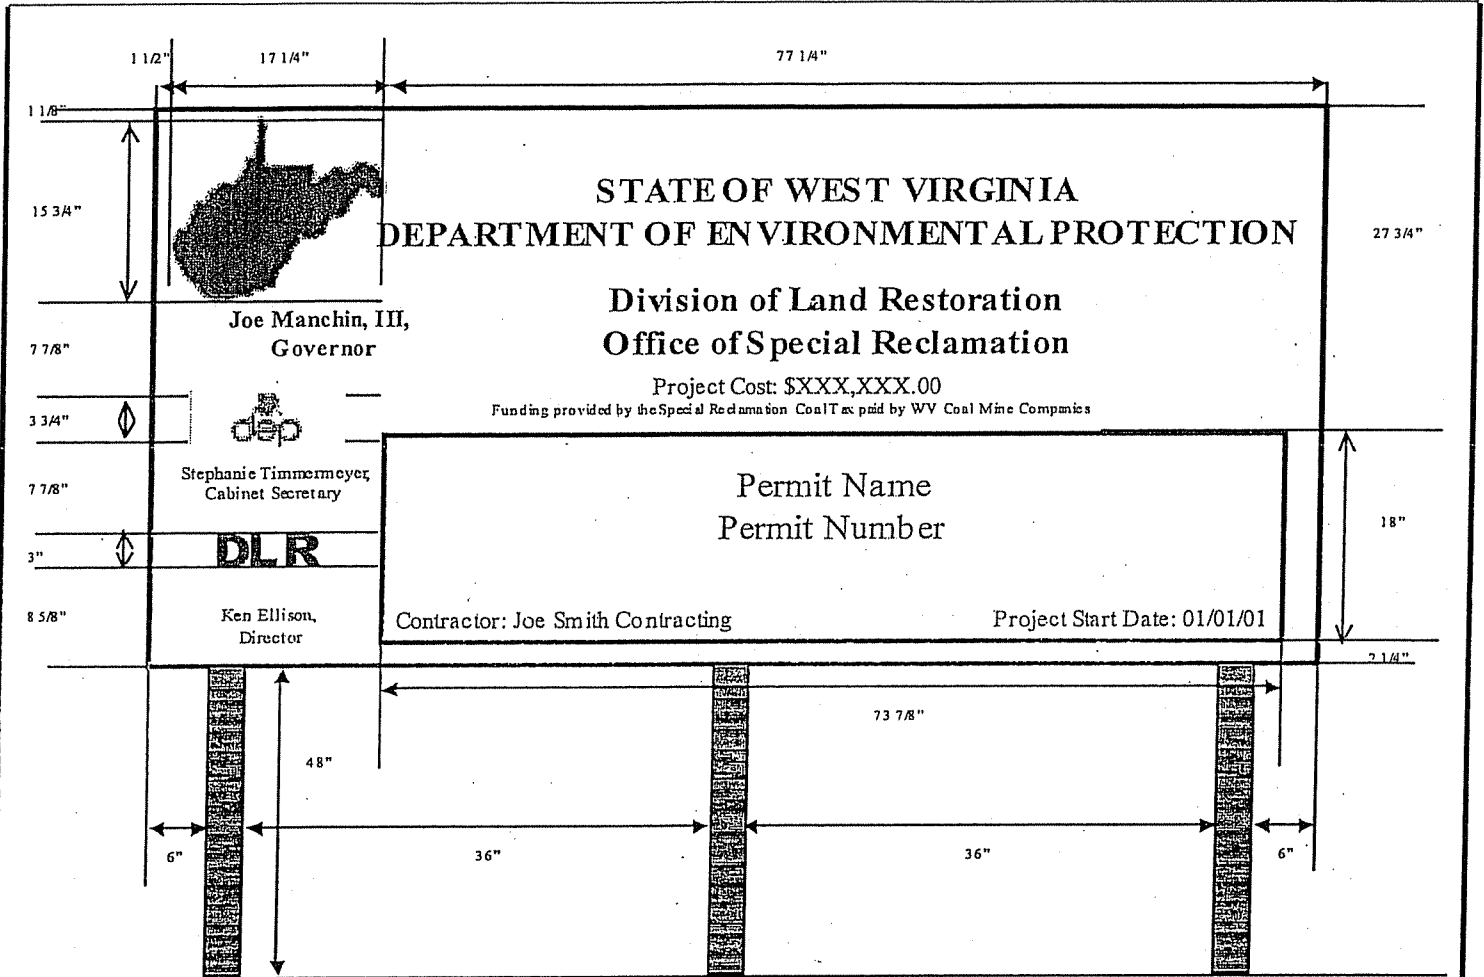 1 1/2"
17 1/4"
77 1/4"
1 1/8"
15 3/4"
STATE OF WEST VIRGINIA
DEPARTMENT OF ENVIRONMENTAL PROTECTION
27 3/4"
Division of Land Restoration
Office of Special Reclamation
Joe Manchin, III,
Governor
7 7/8"
Project Cost: $XXX,XXX.00
Funding provided by the Special Reclamation Coal Tax paid by WV Coal Mine Companies
3 3/4"
dep
Stephanie Timmermeyer,
Cabinet Secretary
7 7/8"
Permit Name
Permit Number
18"
3"
DLR
8 5/8"
Ken Ellison,
Director
Contractor: Joe Smith Contracting
Project Start Date: 01/01/01
2 1/4"
73 7/8"
48"
6"
36"
36"
6"